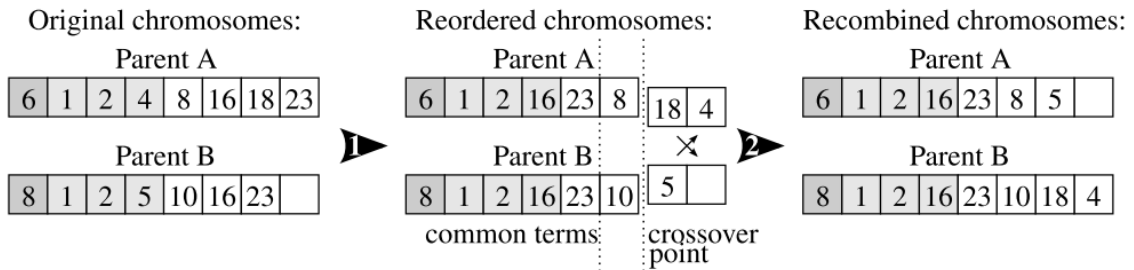 Original chromosomes: Reordered chromosomes: Recombined chromosomes:
Parent A Parent A Parent A
6 1 2 4 8 16 18 23 6 1 2 16 23 8 18 4 6 1 2 16 23 8 5
1 2
Parent B Parent B Parent B
8 1 2 5 10 16 23 8 1 2 16 23 10 5 8 1 2 16 23 10 18 4
common terms crossover
point